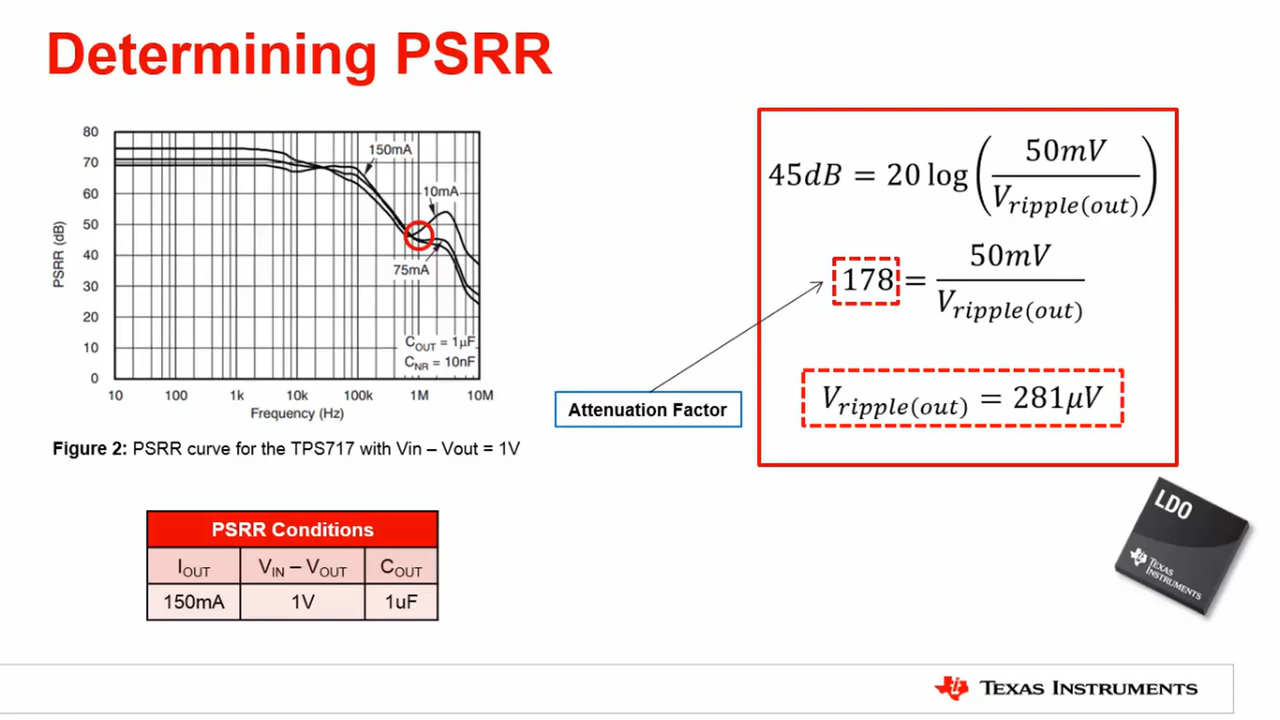 Determining PSRR
80
70
60
50
40
30
20
10
0
PSRR (dB)
150mA
10mA
75mA
C_OUT = 1μF
C_NR = 10nF
10 100 1k 10k 100k 1M 10M
Frequency (Hz)
Figure 2: PSRR curve for the TPS717 with Vin – Vout = 1V
PSRR Conditions
I_OUT V_IN – V_OUT C_OUT
150mA 1V 1uF
Attenuation Factor
45dB = 20 log(50mV / V_ripple(out))
178 = 50mV / V_ripple(out)
V_ripple(out) = 281μV
LDO
TEXAS
INSTRUMENTS
TEXAS INSTRUMENTS